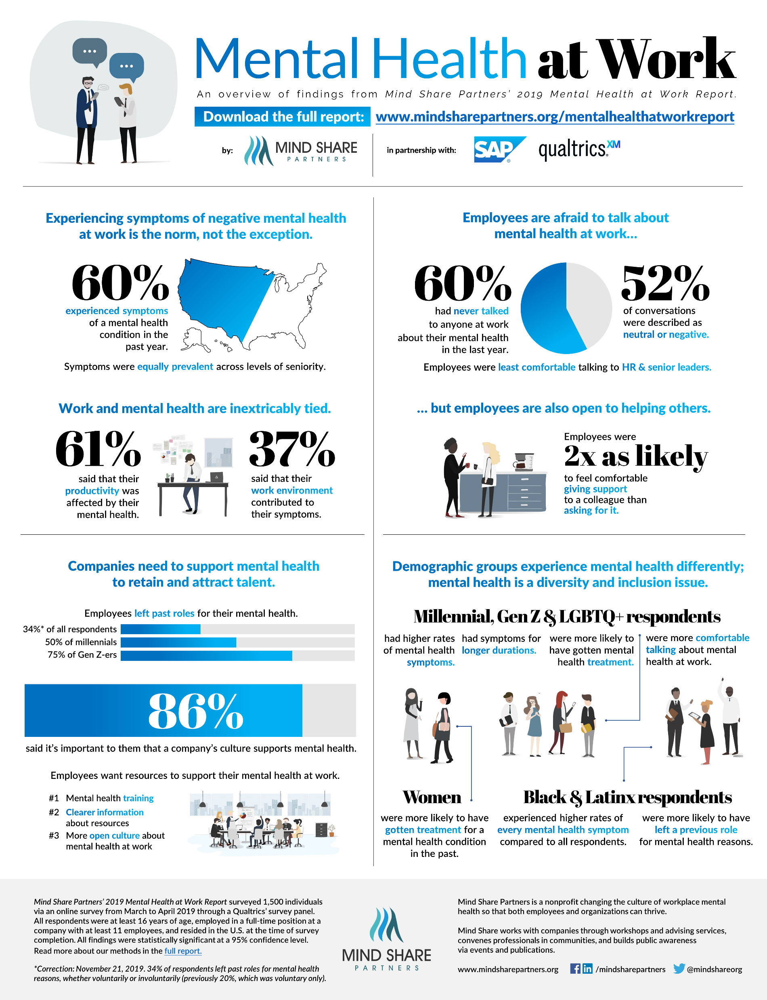 Mental Health at Work
An overview of findings from Mind Share Partners' 2019 Mental Health at Work Report.
Download the full report: www.mindsharepartners.org/mentalhealthatworkreport
by:
MIND SHARE
PARTNERS
in partnership with:
SAP®
qualtrics.XM
Experiencing symptoms of negative mental health
at work is the norm, not the exception.
60%
experienced symptoms
of a mental health
condition in the
past year.
Symptoms were equally prevalent across levels of seniority.
Work and mental health are inextricably tied.
61%
said that their
productivity was
affected by their
mental health.
37%
said that their
work environment
contributed to
their symptoms.
Employees are afraid to talk about
mental health at work...
60%
had never talked
to anyone at work
about their mental health
in the last year.
52%
of conversations
were described as
neutral or negative.
Employees were least comfortable talking to HR & senior leaders.
... but employees are also open to helping others.
Employees were
2x as likely
to feel comfortable
giving support
to a colleague than
asking for it.
Companies need to support mental health
to retain and attract talent.
Employees left past roles for their mental health.
34%* of all respondents
50% of millennials
75% of Gen Z-ers
86%
said it's important to them that a company's culture supports mental health.
Employees want resources to support their mental health at work.
#1 Mental health training
#2 Clearer information
about resources
#3 More open culture about
mental health at work
Demographic groups experience mental health differently;
mental health is a diversity and inclusion issue.
Millennial, Gen Z & LGBTQ+ respondents
had higher rates
of mental health
symptoms.
had symptoms for
longer durations.
were more likely to
have gotten mental
health treatment.
were more comfortable
talking about mental
health at work.
Women
were more likely to have
gotten treatment for a
mental health condition
in the past.
Black & Latinx respondents
experienced higher rates of
every mental health symptom
compared to all respondents.
were more likely to have
left a previous role
for mental health reasons.
Mind Share Partners' 2019 Mental Health at Work Report surveyed 1,500 individuals
via an online survey from March to April 2019 through a Qualtrics' survey panel.
All respondents were at least 16 years of age, employed in a full-time position at a
company with at least 11 employees, and resided in the U.S. at the time of survey
completion. All findings were statistically significant at a 95% confidence level.
Read more about our methods in the full report.
*Correction: November 21, 2019. 34% of respondents left past roles for mental health
reasons, whether voluntarily or involuntarily (previously 20%, which was voluntary only).
MIND SHARE
PARTNERS
Mind Share Partners is a nonprofit changing the culture of workplace mental
health so that both employees and organizations can thrive.
Mind Share works with companies through workshops and advising services,
convenes professionals in communities, and builds public awareness
via events and publications.
www.mindsharepartners.org
/mindsharepartners
@mindshareorg